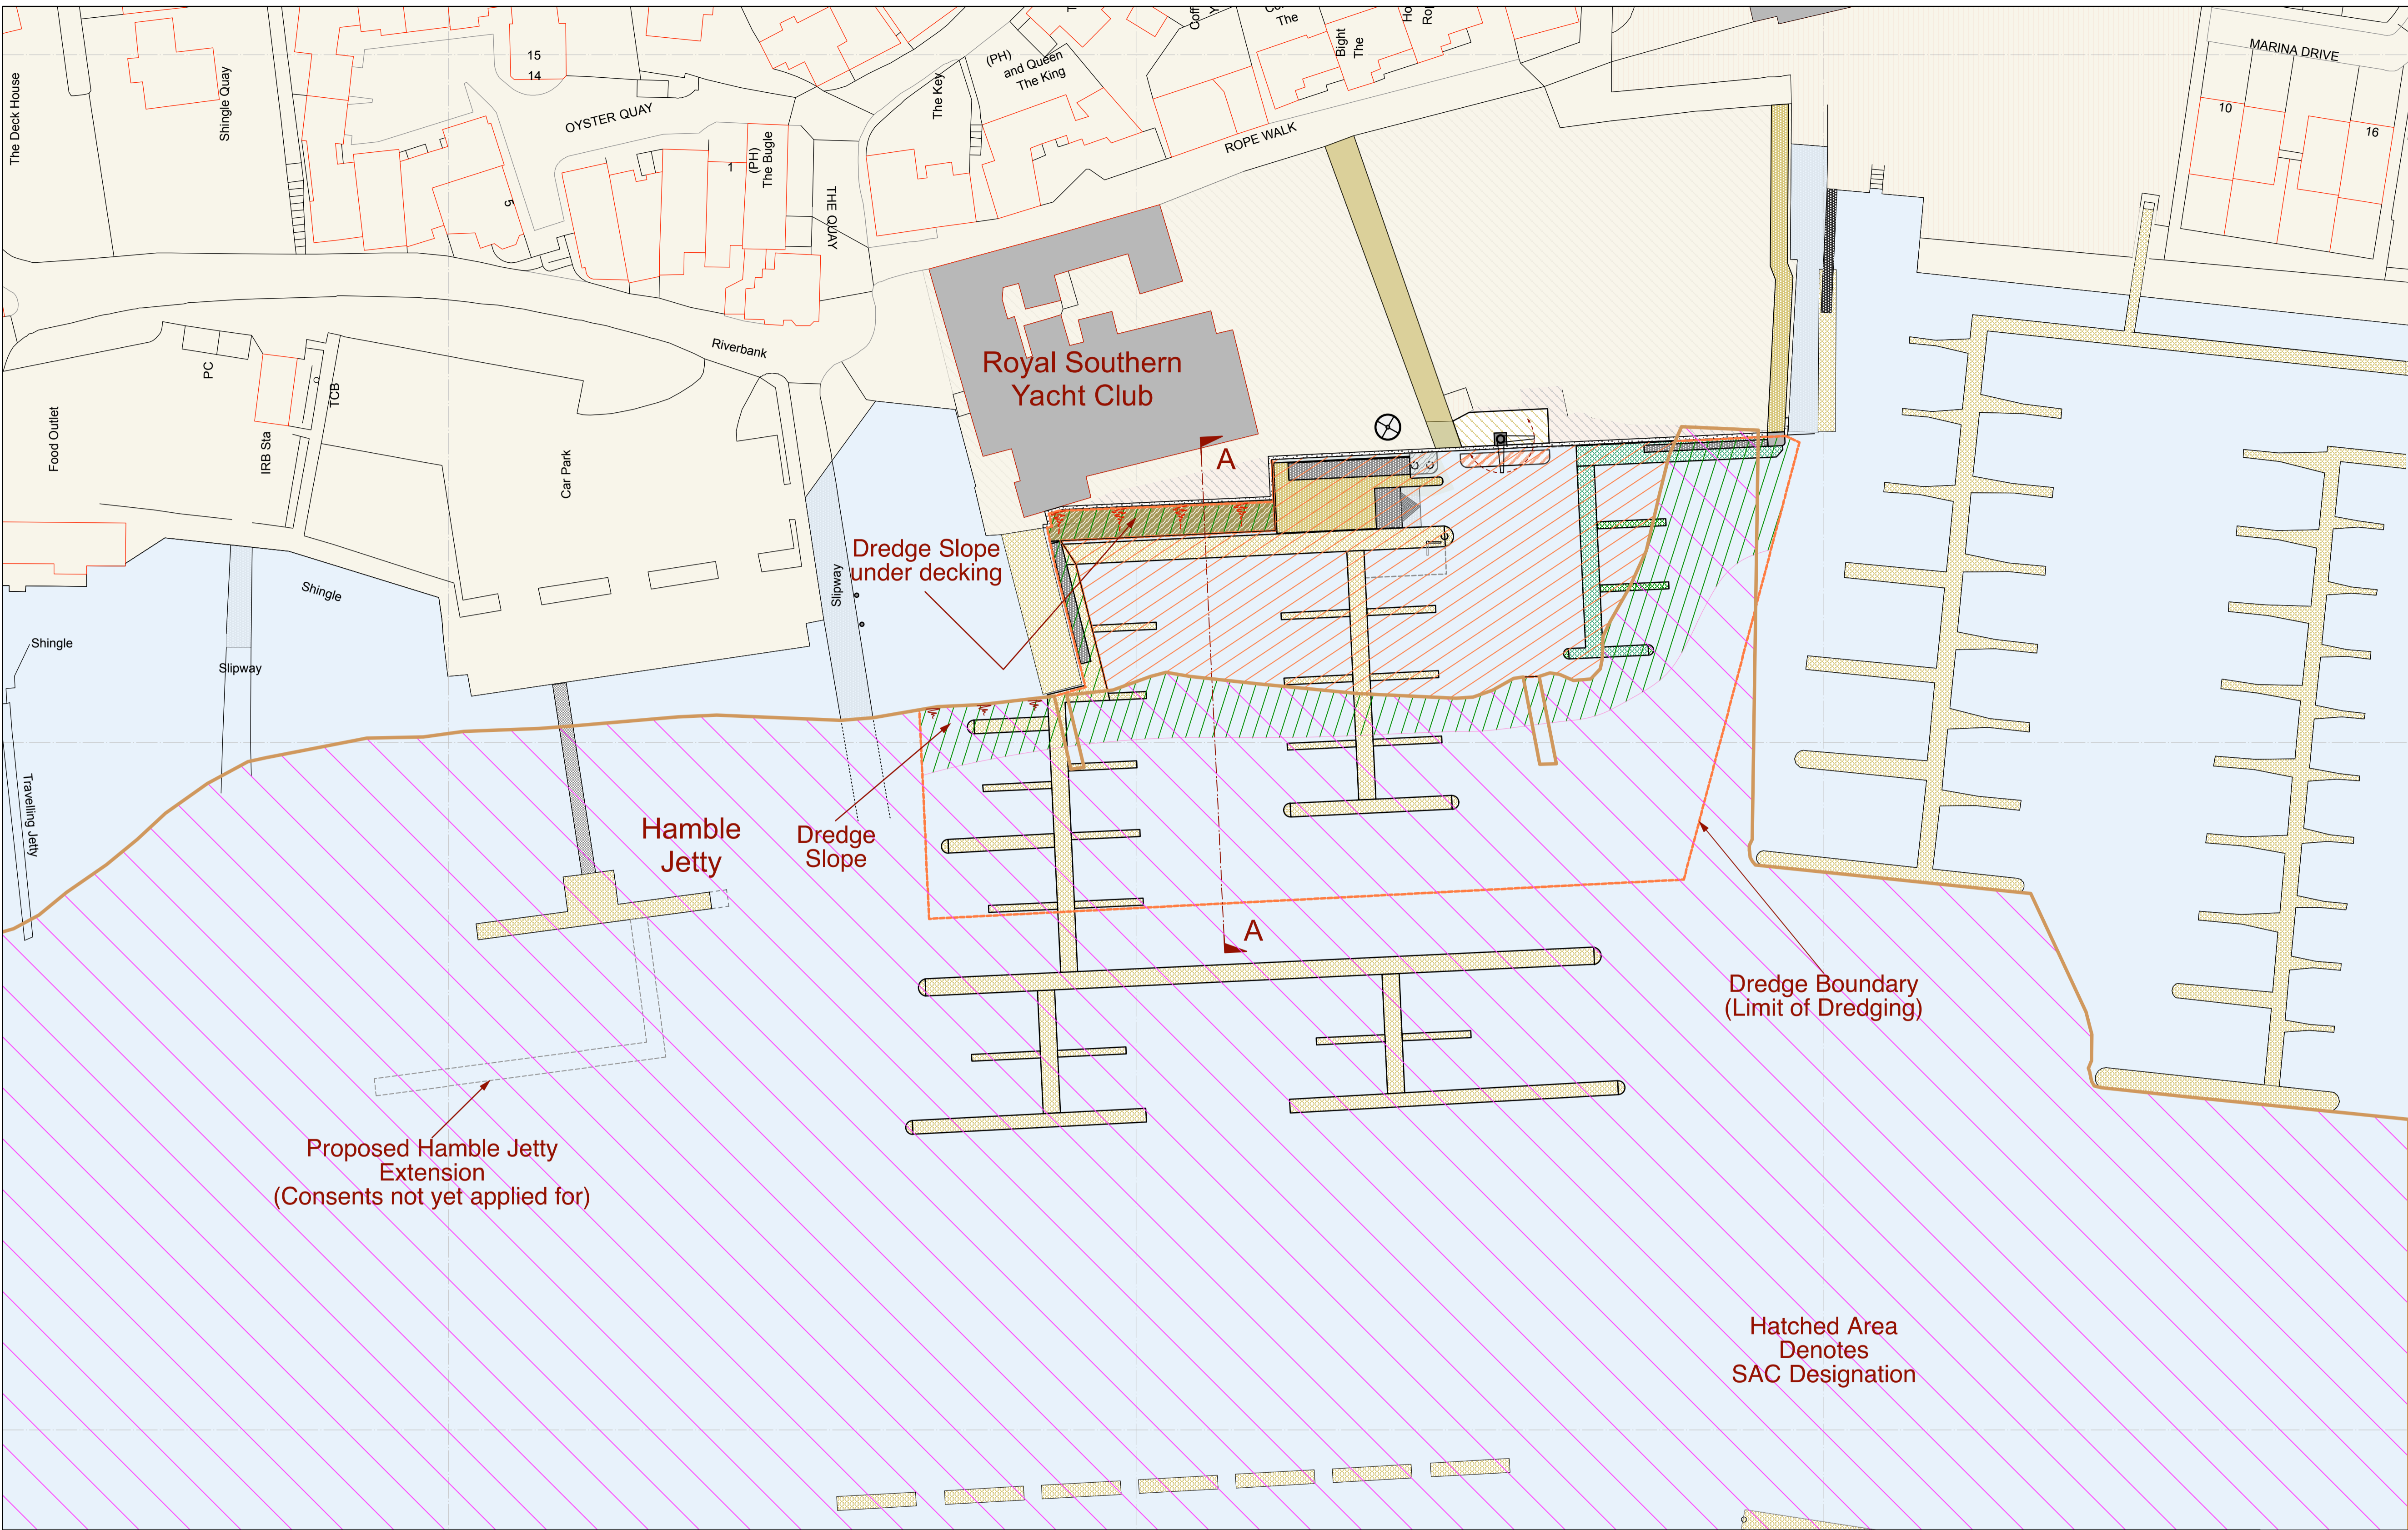 The Deck House
Shingle Quay
15
14
OYSTER QUAY
5
1
(PH)
The Bugle
THE QUAY
The Key
(PH)
and Queen
The King
Coff
The
Bight
The
Ho
ROPE WALK
MARINA DRIVE
10
16
Riverbank
PC
TCB
IRB Sta
Food Outlet
Car Park
Royal Southern
Yacht Club
A
Dredge Slope
under decking
Slipway
Shingle
Shingle
Slipway
Travelling Jetty
Hamble
Jetty
Dredge
Slope
A
Dredge Boundary
(Limit of Dredging)
Proposed Hamble Jetty
Extension
(Consents not yet applied for)
Hatched Area
Denotes
SAC Designation